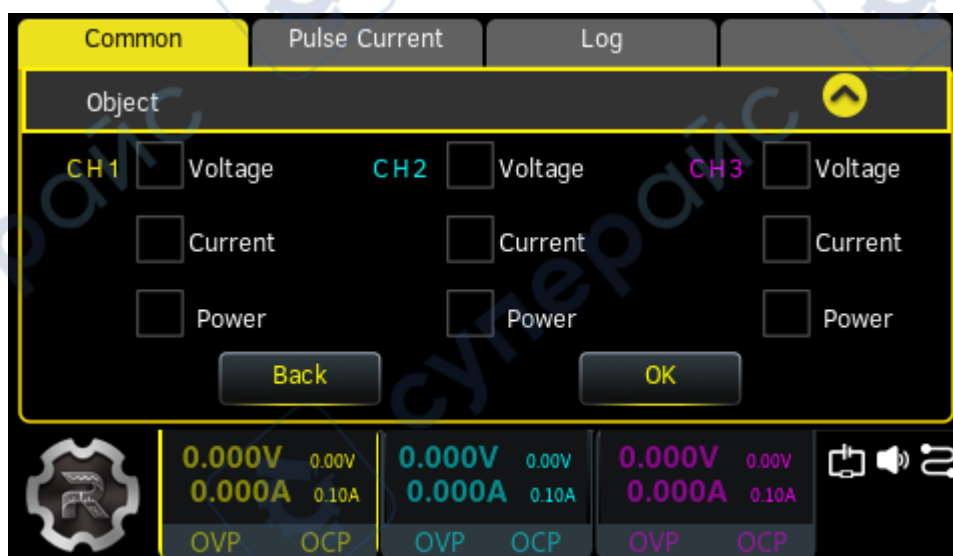 Common Pulse Current Log
Object
CH1 Voltage CH2 Voltage CH3 Voltage
Current Current Current
Power Power Power
Back OK
0.000V 0.00V 0.000V 0.00V 0.000V 0.00V
0.000A 0.10A 0.000A 0.10A 0.000A 0.10A
OVP OCP OVP OCP OVP OCP
R
суперайс